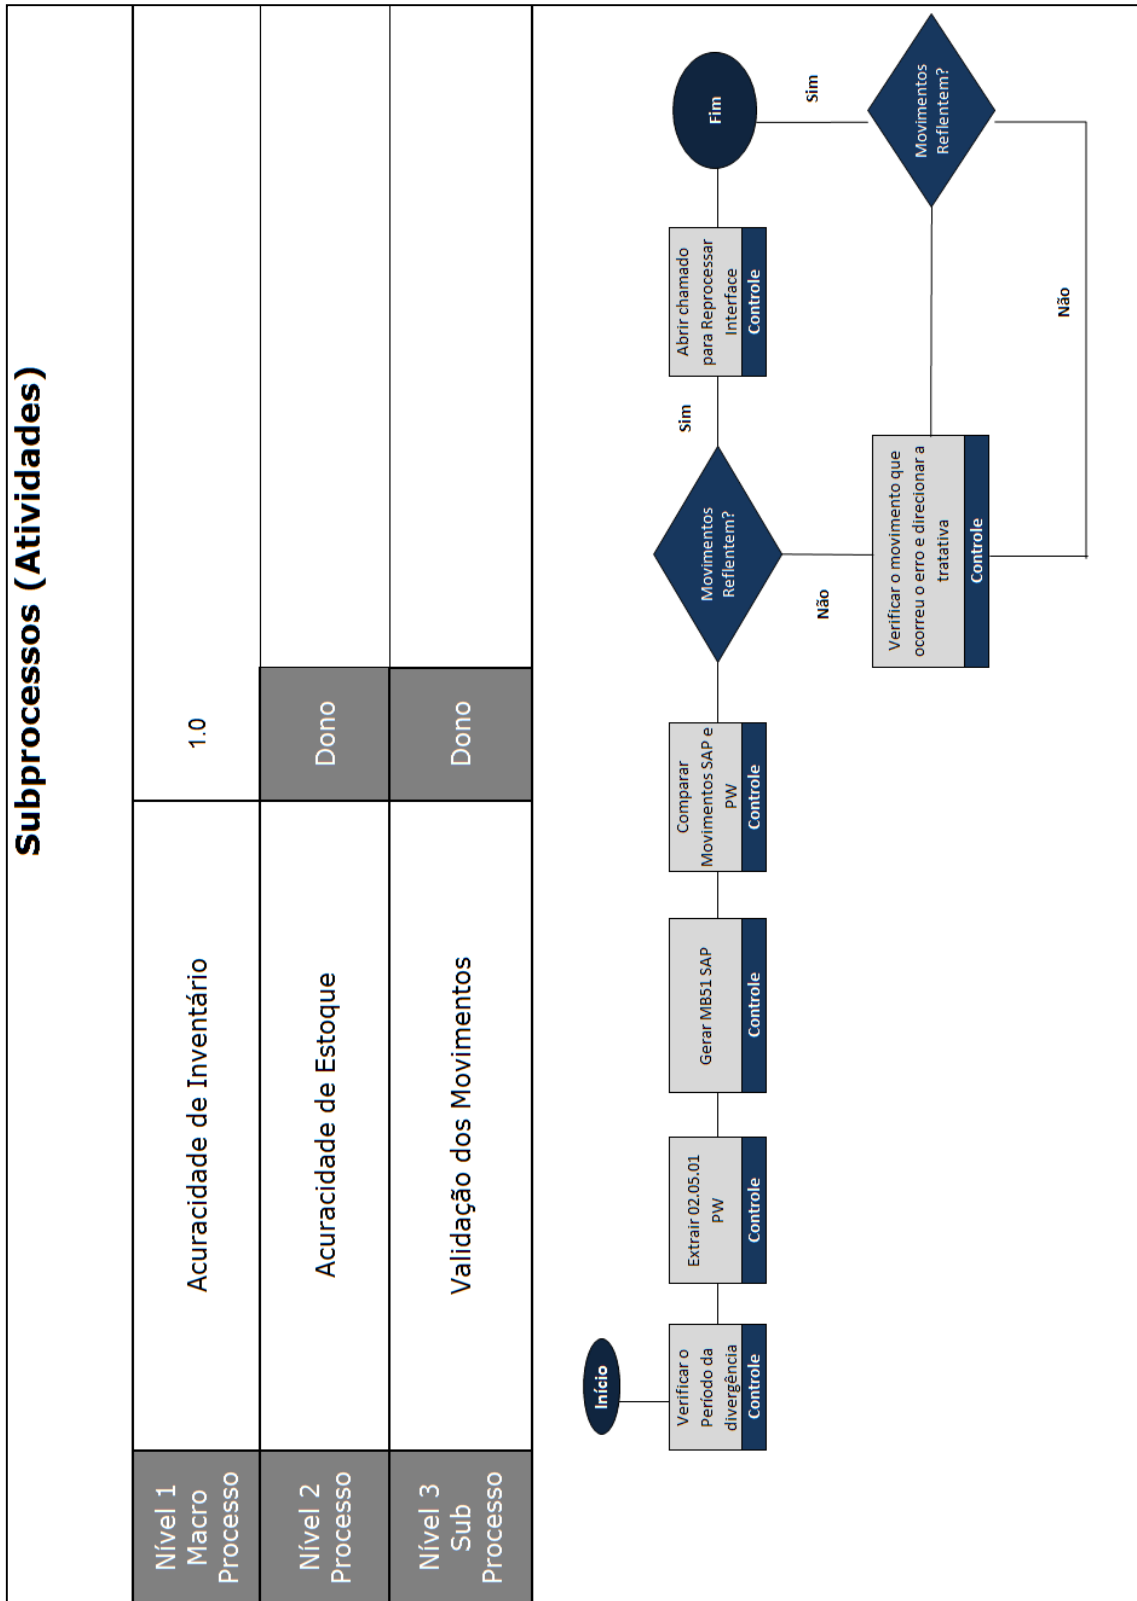 Subprocessos (Atividades)
Nível 1
Macro
Processo
Acuracidade de Inventário
1.0
Nível 2
Processo
Acuracidade de Estoque
Dono
Nível 3
Sub
Processo
Validação dos Movimentos
Dono
Início
Verificar o
Período da
divergência
Controle
Extrair 02.05.01
PW
Controle
Gerar MB51 SAP
Controle
Comparar
Movimentos SAP e
PW
Controle
Movimentos
Reflentem?
Sim
Abrir chamado
para Reprocessar
Interface
Controle
Fim
Não
Verificar o movimento que
ocorreu o erro e direcionar a
tratativa
Controle
Movimentos
Reflentem?
Sim
Não